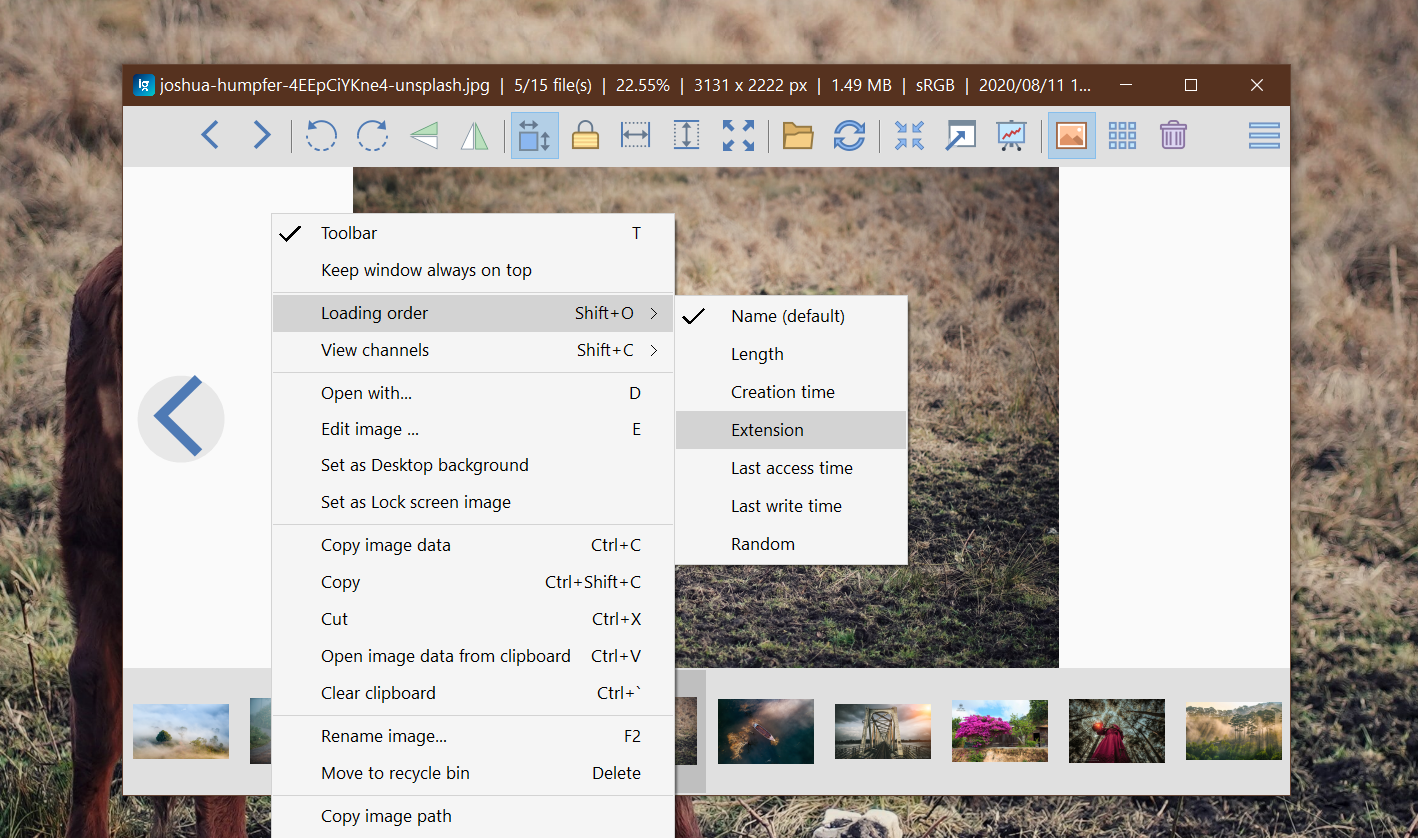 Ig joshua-humpfer-4EEpCiYKne4-unsplash.jpg | 5/15 file(s) | 22.55% | 3131 x 2222 px | 1.49 MB | sRGB | 2020/08/11 1...
Toolbar T
Keep window always on top
Loading order Shift+O
View channels Shift+C
Open with... D
Edit image ... E
Set as Desktop background
Set as Lock screen image
Copy image data Ctrl+C
Copy Ctrl+Shift+C
Cut Ctrl+X
Open image data from clipboard Ctrl+V
Clear clipboard Ctrl+`
Rename image... F2
Move to recycle bin Delete
Copy image path
Name (default)
Length
Creation time
Extension
Last access time
Last write time
Random